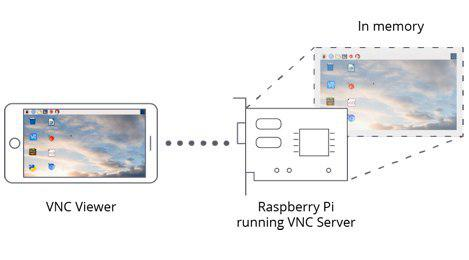 In memory
VNC Viewer
Raspberry Pi
running VNC Server